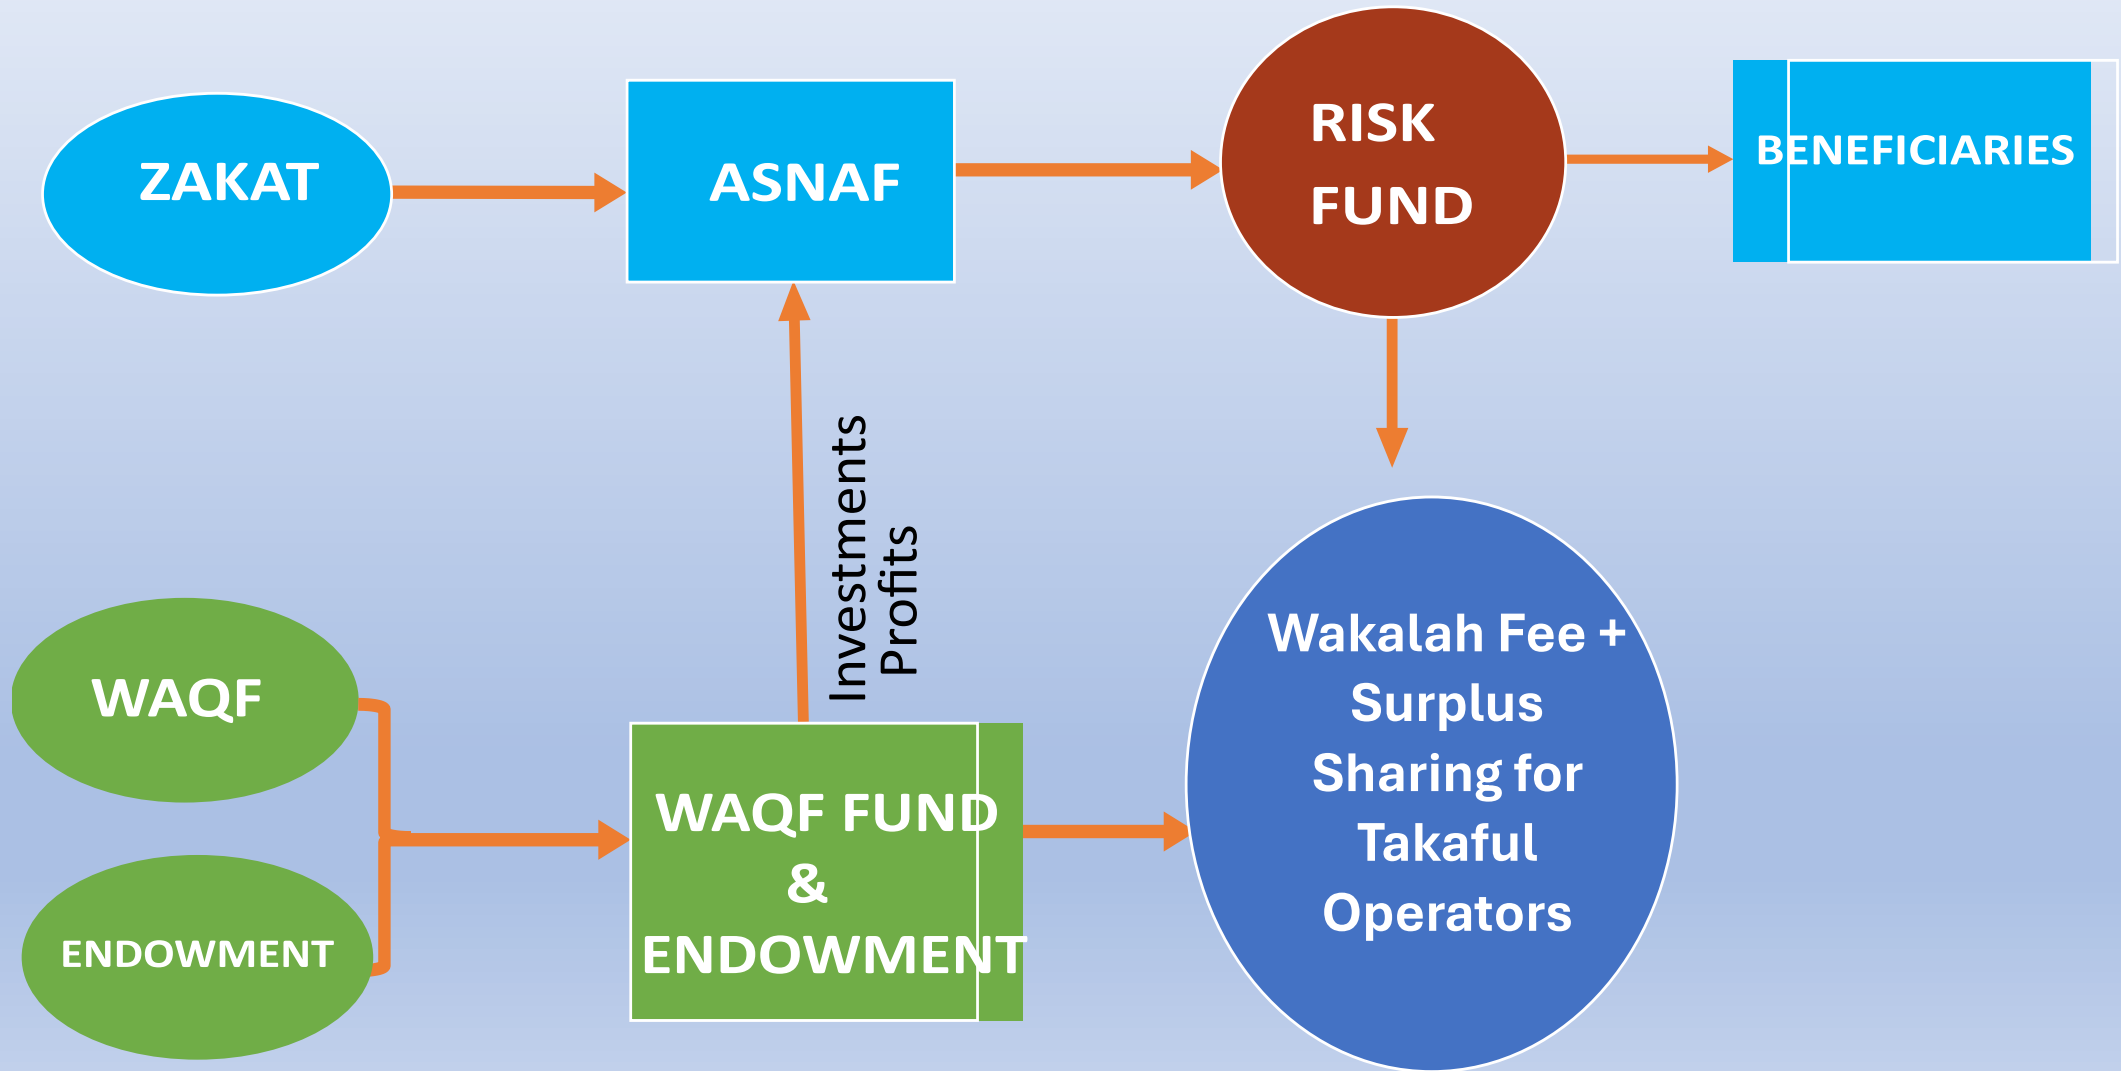 ZAKAT
ASNAF
RISK
FUND
BENEFICIARIES
Investments
Profits
WAQF
ENDOWMENT
WAQF FUND
&
ENDOWMENT
Wakalah Fee +
Surplus
Sharing for
Takaful
Operators